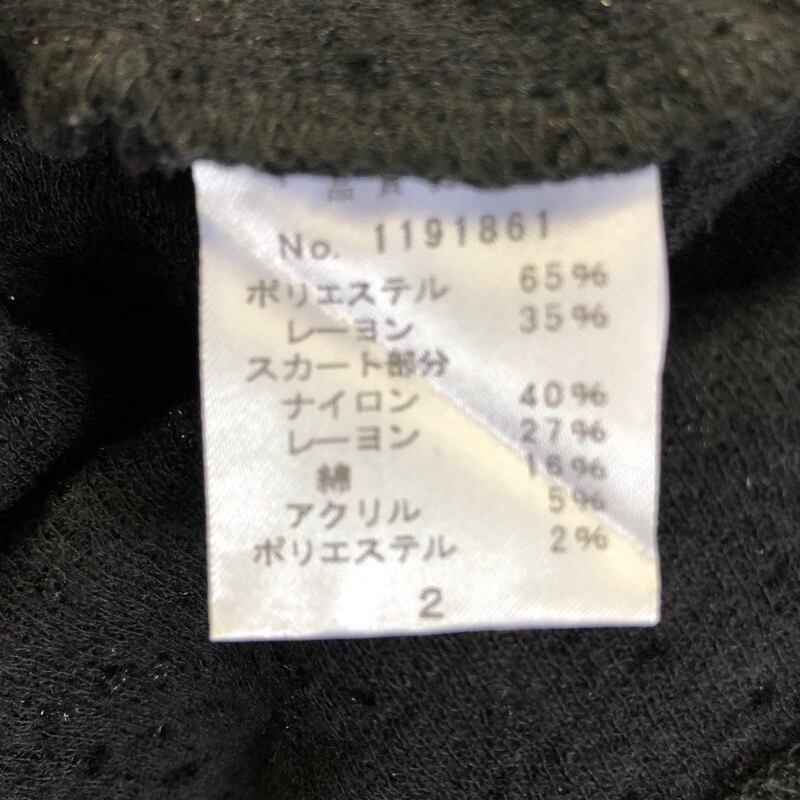 品質
No. 1191861
ポリエステル 65%
レーヨン 35%
スカート部分
ナイロン 40%
レーヨン 27%
綿 16%
アクリル 5%
ポリエステル 2%
2